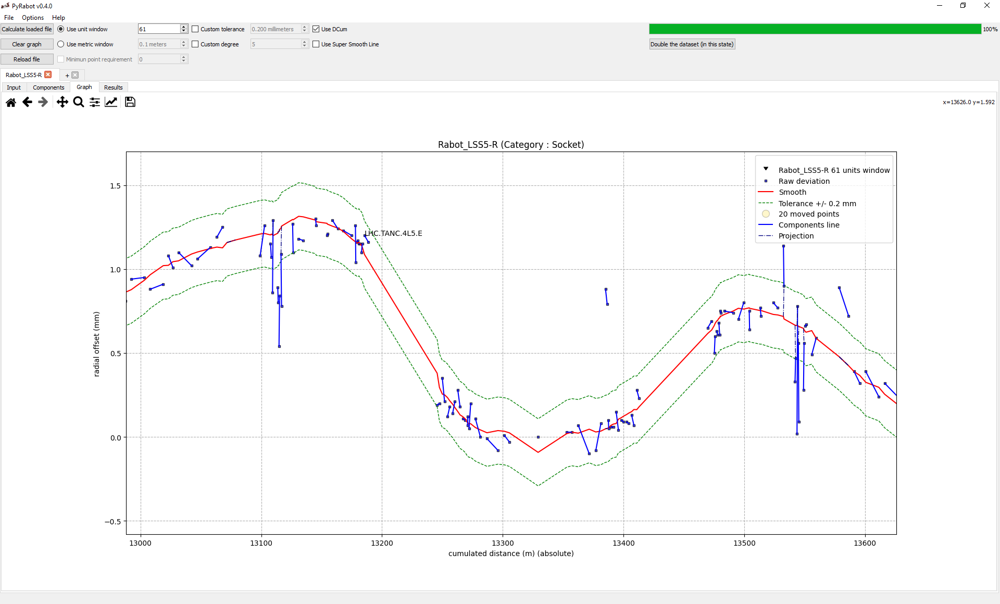 PyRabot v0.4.0
File Options Help
Calculate loaded file Use unit window 61 Custom tolerance 0.200 millimeters Use DCum 100%
Clear graph Use metric window 0.1 meters Custom degree 5 Use Super Smooth Line Double the dataset (in this state)
Reload file Minimun point requirement 0
Rabot_LSS5-R +
Input Components Graph Results
x=13626.0 y=1.592
Rabot_LSS5-R (Category : Socket)
Rabot_LSS5-R 61 units window
Raw deviation
Smooth
Tolerance +/- 0.2 mm
20 moved points
Components line
Projection
LHC.TANC.4L5.E
1.5
1.0
0.5
0.0
−0.5
radial offset (mm)
13000 13100 13200 13300 13400 13500 13600
cumulated distance (m) (absolute)